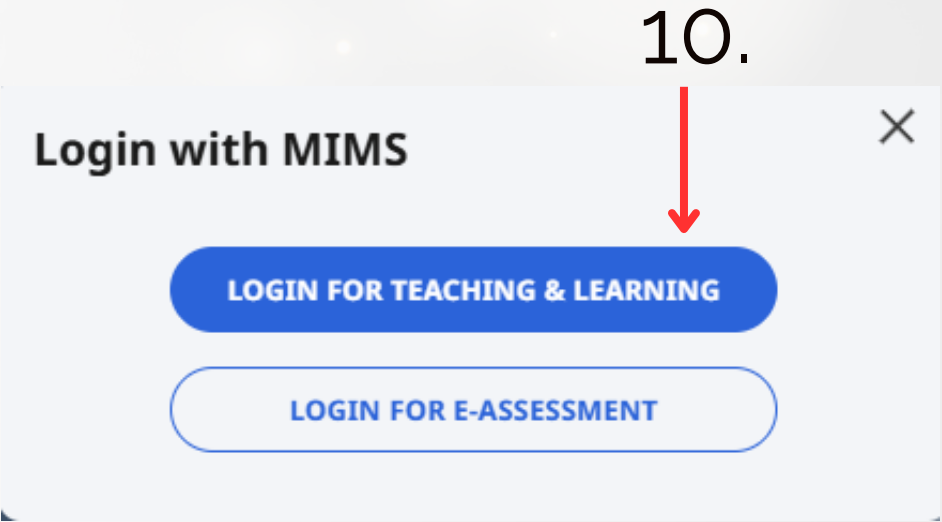 10.
Login with MIMS
LOGIN FOR TEACHING & LEARNING
LOGIN FOR E-ASSESSMENT